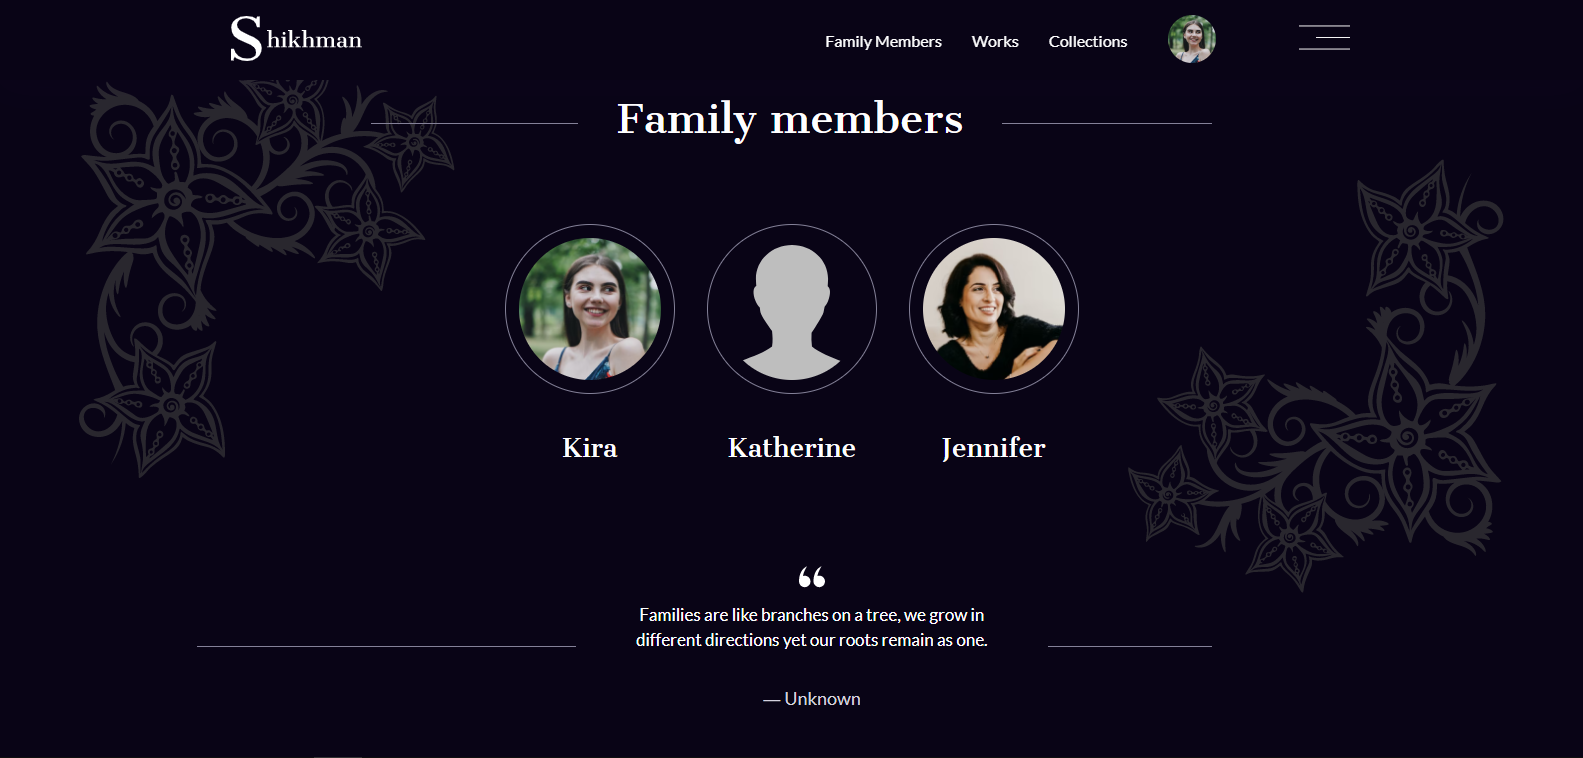 Shikhman
Family Members
Works
Collections
Family members
Kira
Katherine
Jennifer
“
Families are like branches on a tree, we grow in
different directions yet our roots remain as one.
— Unknown